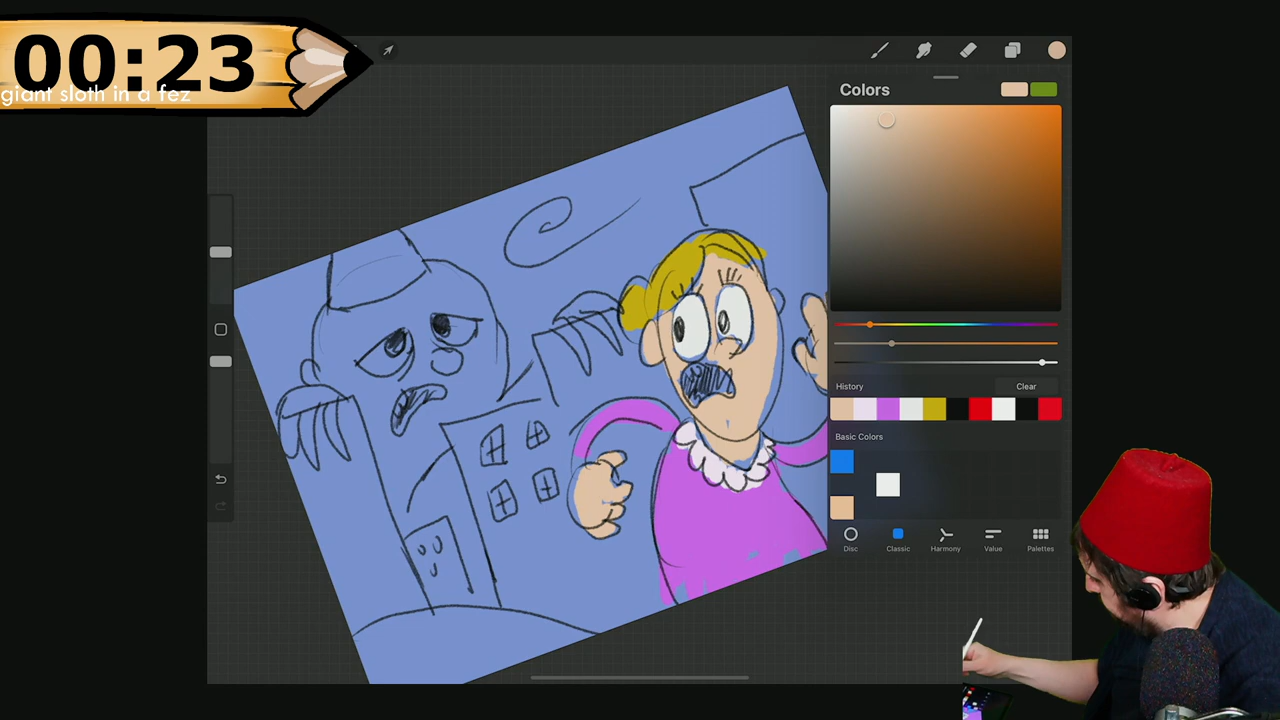 00:23
giant sloth in a fez
Colors
History
Clear
Basic Colors
Disc
Classic
Harmony
Value
Palettes